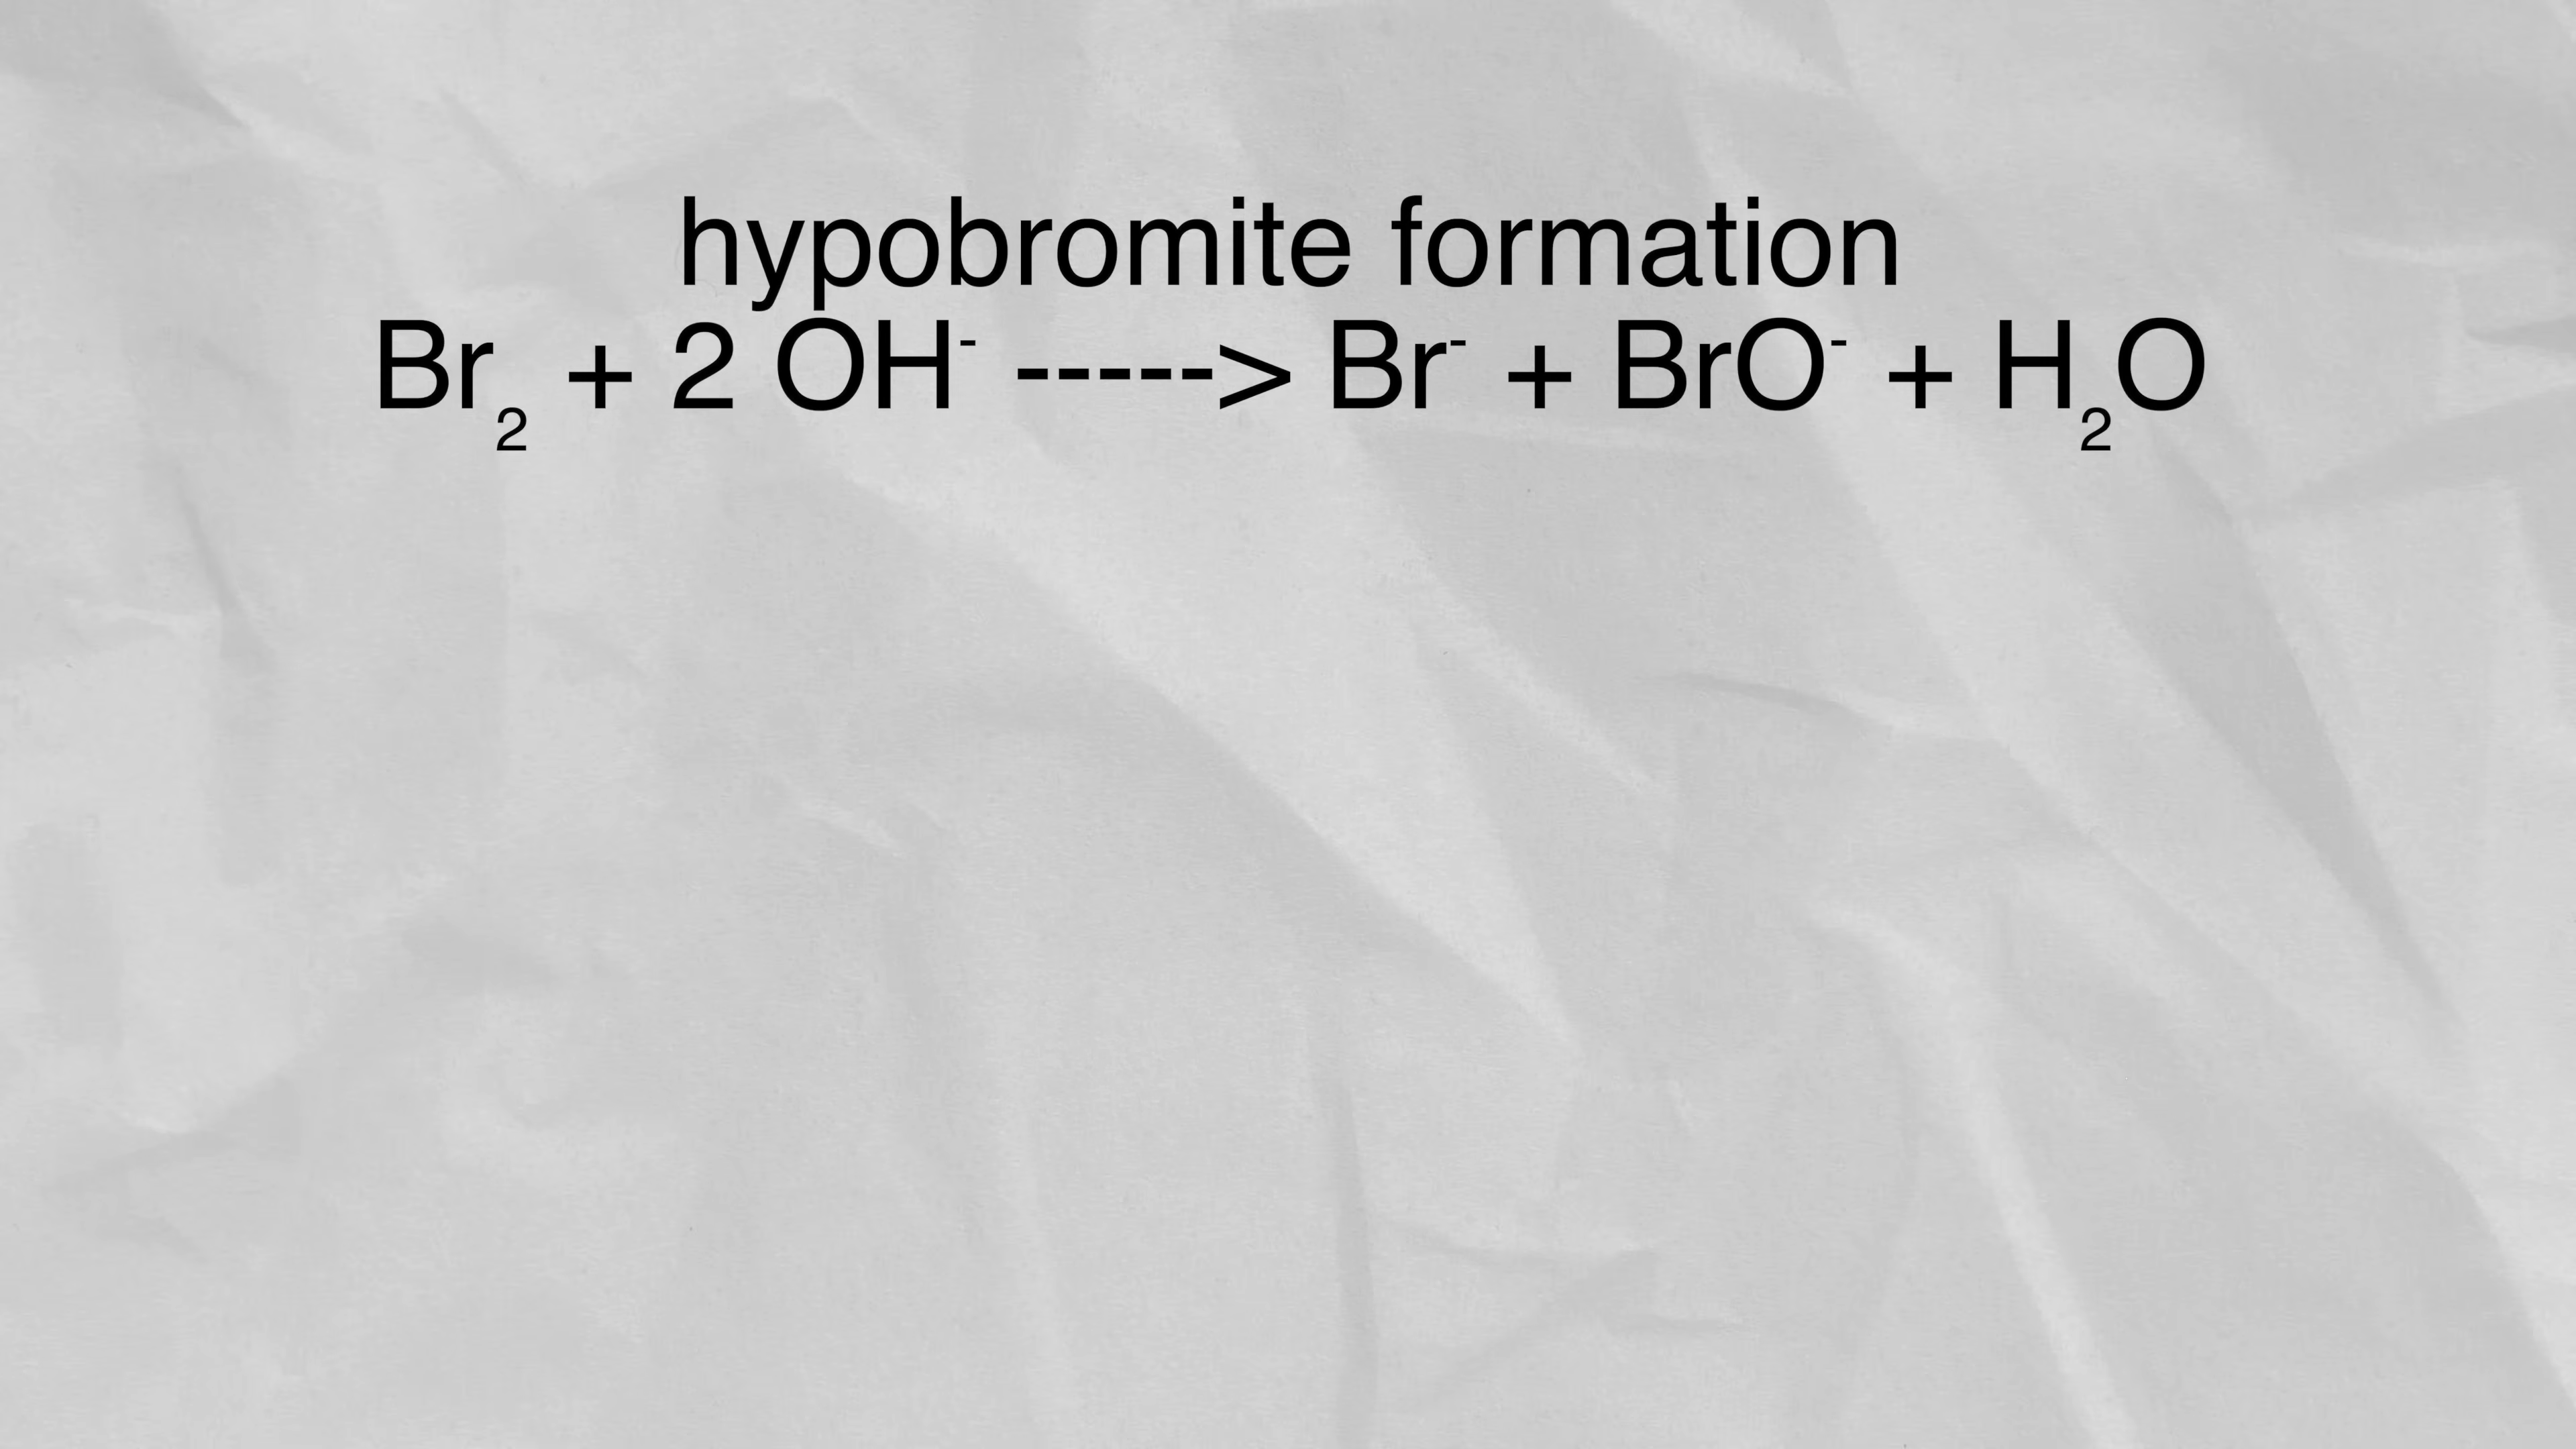 hypobromite formation
Br₂ + 2 OH⁻ -----> Br⁻ + BrO⁻ + H₂O